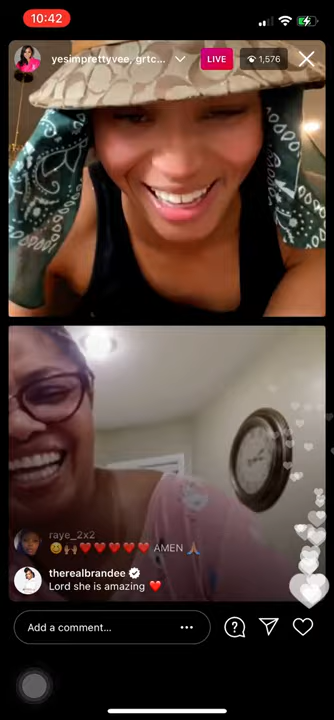 10:42
yesimprettyvee, grtc...
LIVE
1,576
raye_2x2
😊🙌🏽❤️❤️❤️❤️❤️ AMEN 🙏🏽
therealbrandee
Lord she is amazing ❤️
Add a comment...